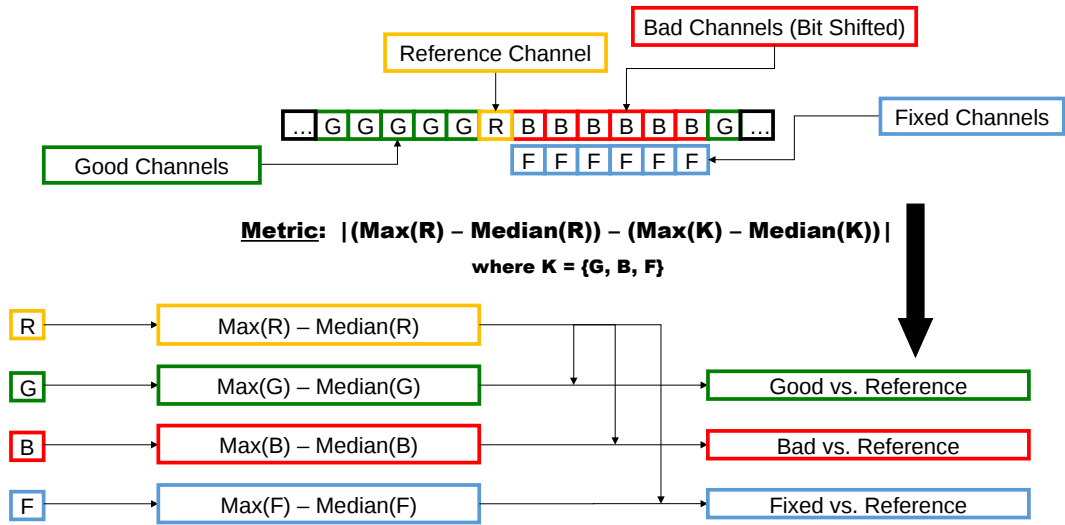 Bad Channels (Bit Shifted)
Reference Channel
Fixed Channels
... G G G G G R B B B B B B G ...
F F F F F F
Good Channels
Metric: |(Max(R) – Median(R)) – (Max(K) – Median(K))|
where K = {G, B, F}
R Max(R) – Median(R)
G Max(G) – Median(G) Good vs. Reference
B Max(B) – Median(B) Bad vs. Reference
F Max(F) – Median(F) Fixed vs. Reference